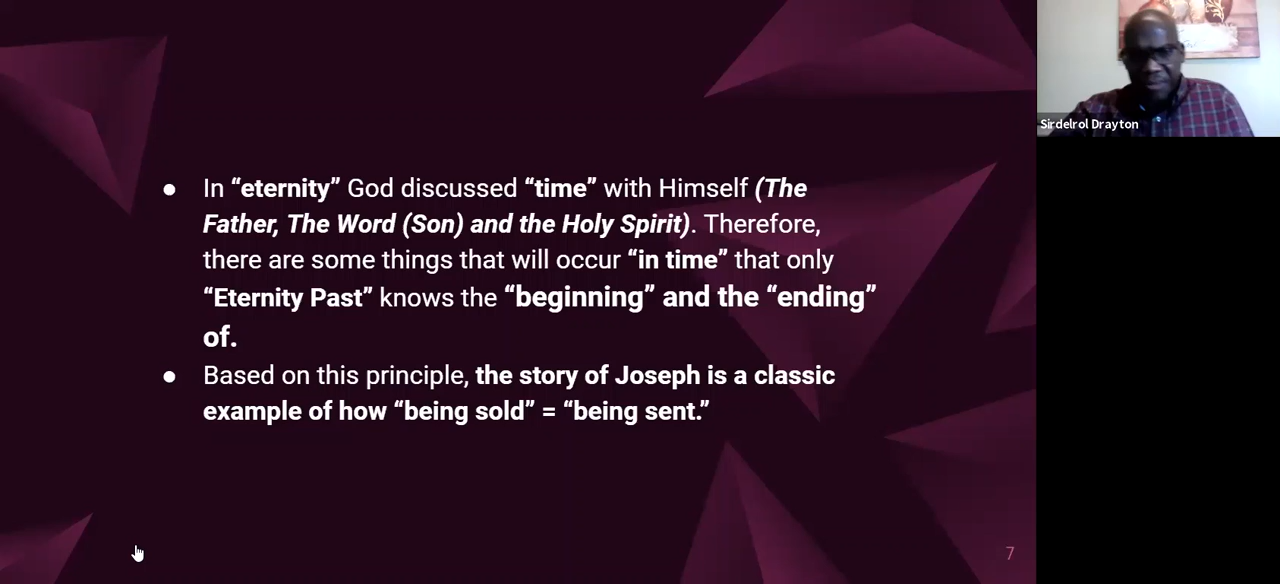 ● In “eternity” God discussed “time” with Himself (The
Father, The Word (Son) and the Holy Spirit). Therefore,
there are some things that will occur “in time” that only
“Eternity Past” knows the “beginning” and the “ending”
of.
● Based on this principle, the story of Joseph is a classic
example of how “being sold” = “being sent.”
7
Sirdelrol Drayton